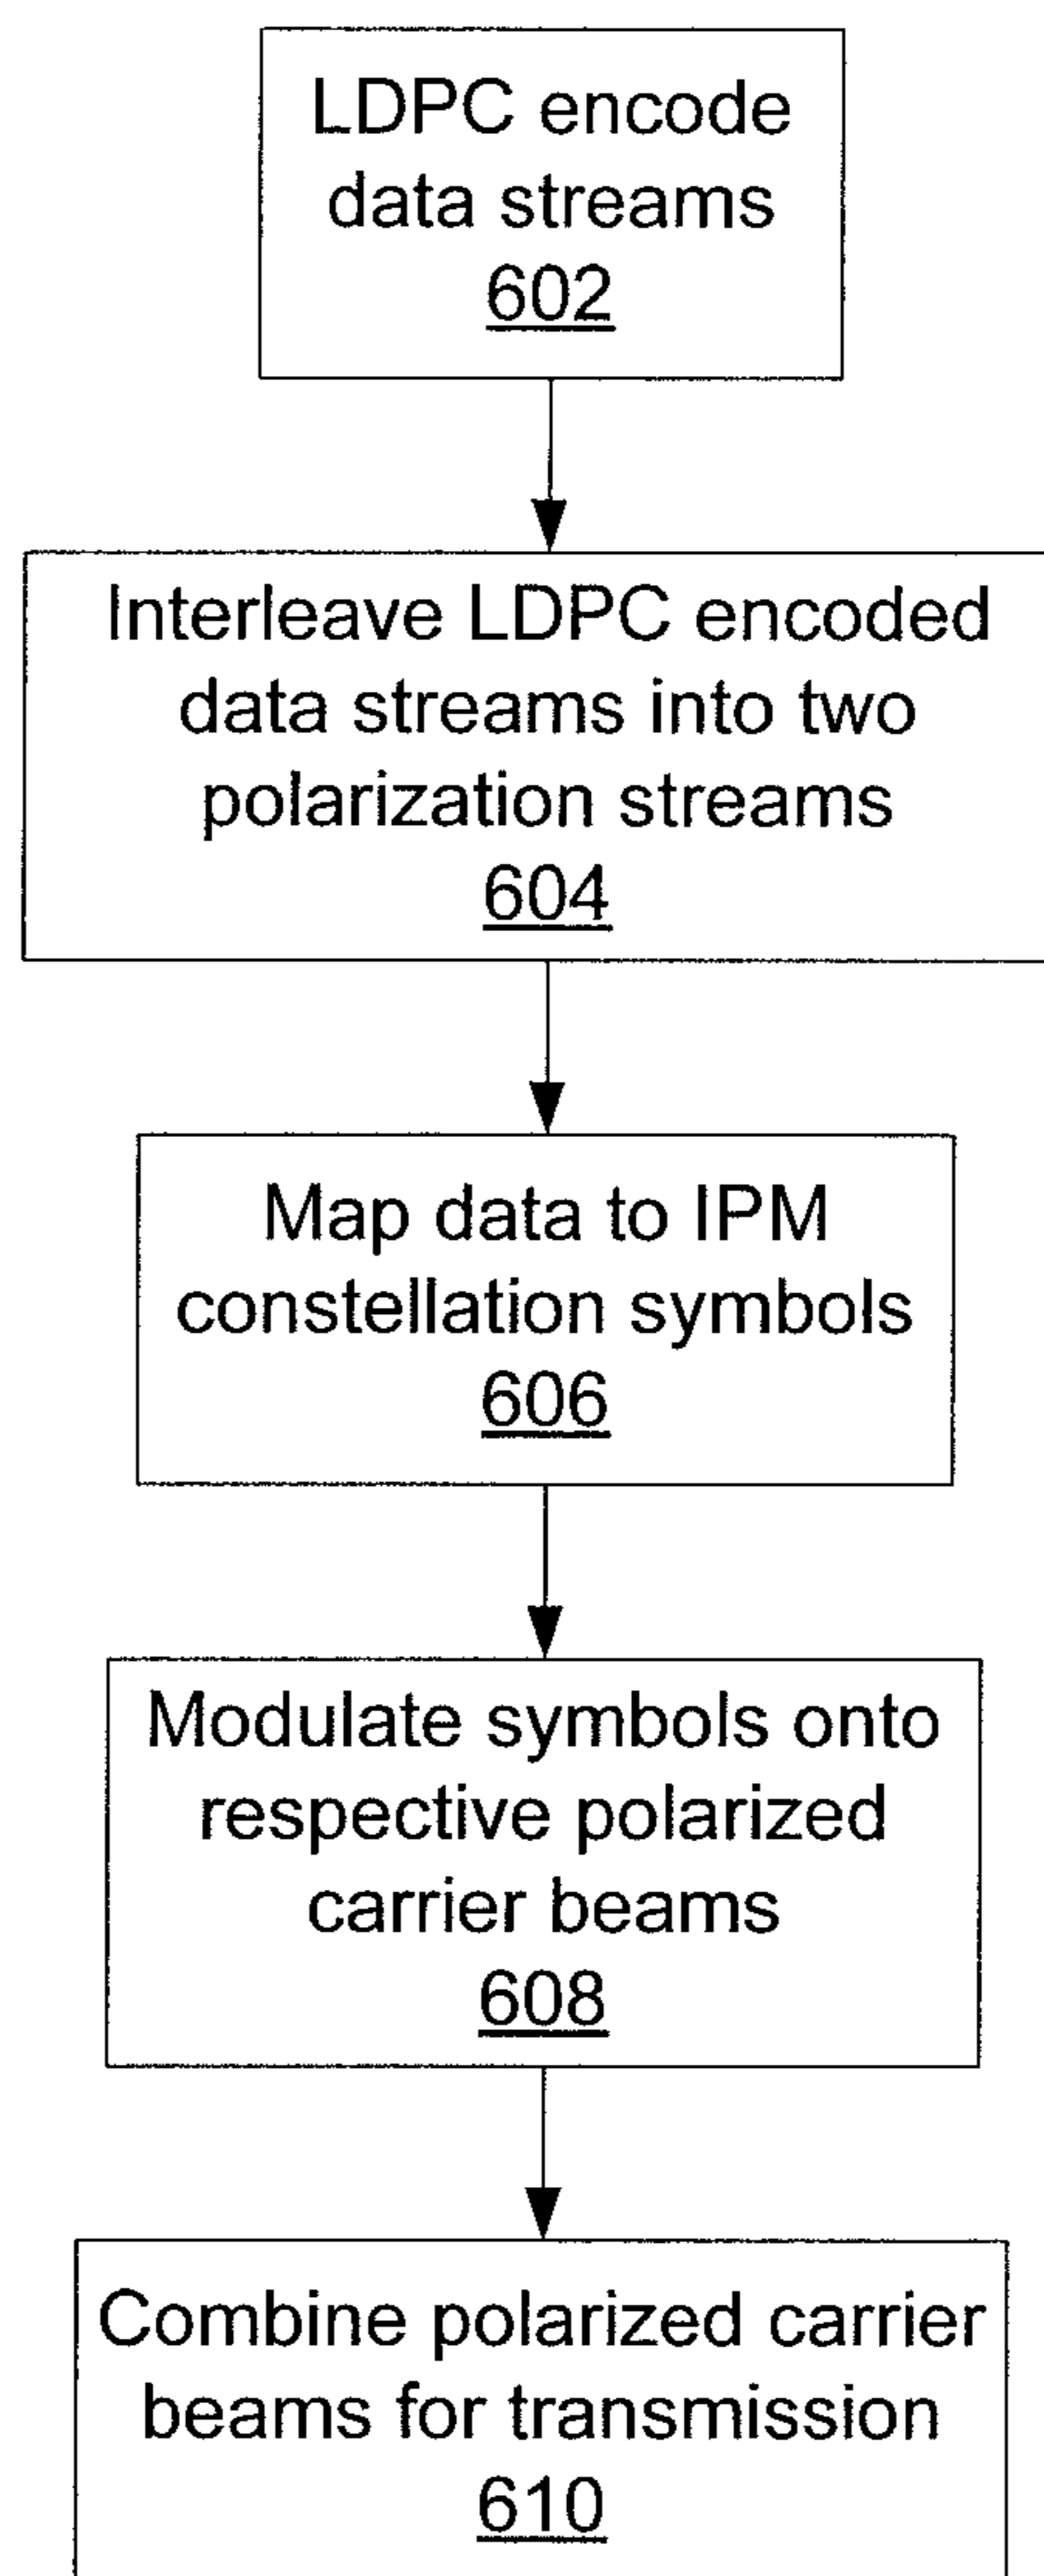 LDPC encode
data streams
602
Interleave LDPC encoded
data streams into two
polarization streams
604
Map data to IPM
constellation symbols
606
Modulate symbols onto
respective polarized
carrier beams
608
Combine polarized carrier
beams for transmission
610